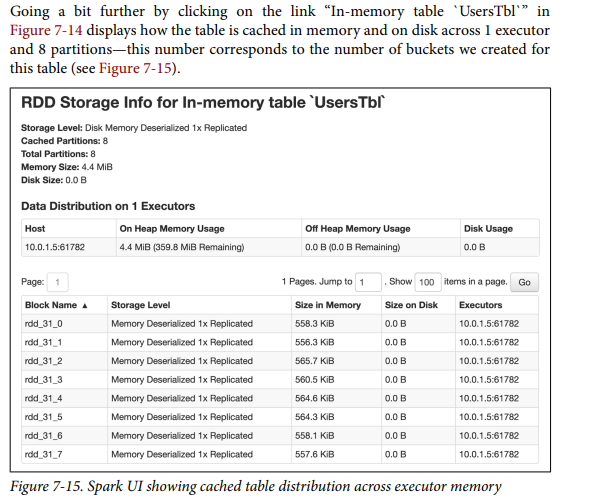 Going a bit further by clicking on the link “In-memory table `UsersTbl`” in
Figure 7-14 displays how the table is cached in memory and on disk across 1 executor
and 8 partitions—this number corresponds to the number of buckets we created for
this table (see Figure 7-15).
RDD Storage Info for In-memory table `UsersTbl`
Storage Level: Disk Memory Deserialized 1x Replicated
Cached Partitions: 8
Total Partitions: 8
Memory Size: 4.4 MiB
Disk Size: 0.0 B
Data Distribution on 1 Executors
Host On Heap Memory Usage Off Heap Memory Usage Disk Usage
10.0.1.5:61782 4.4 MiB (359.8 MiB Remaining) 0.0 B (0.0 B Remaining) 0.0 B
Page: 1 1 Pages. Jump to 1 . Show 100 items in a page. Go
Block Name ▲ Storage Level Size in Memory Size on Disk Executors
rdd_31_0 Memory Deserialized 1x Replicated 558.3 KiB 0.0 B 10.0.1.5:61782
rdd_31_1 Memory Deserialized 1x Replicated 556.3 KiB 0.0 B 10.0.1.5:61782
rdd_31_2 Memory Deserialized 1x Replicated 565.7 KiB 0.0 B 10.0.1.5:61782
rdd_31_3 Memory Deserialized 1x Replicated 560.5 KiB 0.0 B 10.0.1.5:61782
rdd_31_4 Memory Deserialized 1x Replicated 564.6 KiB 0.0 B 10.0.1.5:61782
rdd_31_5 Memory Deserialized 1x Replicated 564.3 KiB 0.0 B 10.0.1.5:61782
rdd_31_6 Memory Deserialized 1x Replicated 558.1 KiB 0.0 B 10.0.1.5:61782
rdd_31_7 Memory Deserialized 1x Replicated 557.6 KiB 0.0 B 10.0.1.5:61782
Figure 7-15. Spark UI showing cached table distribution across executor memory